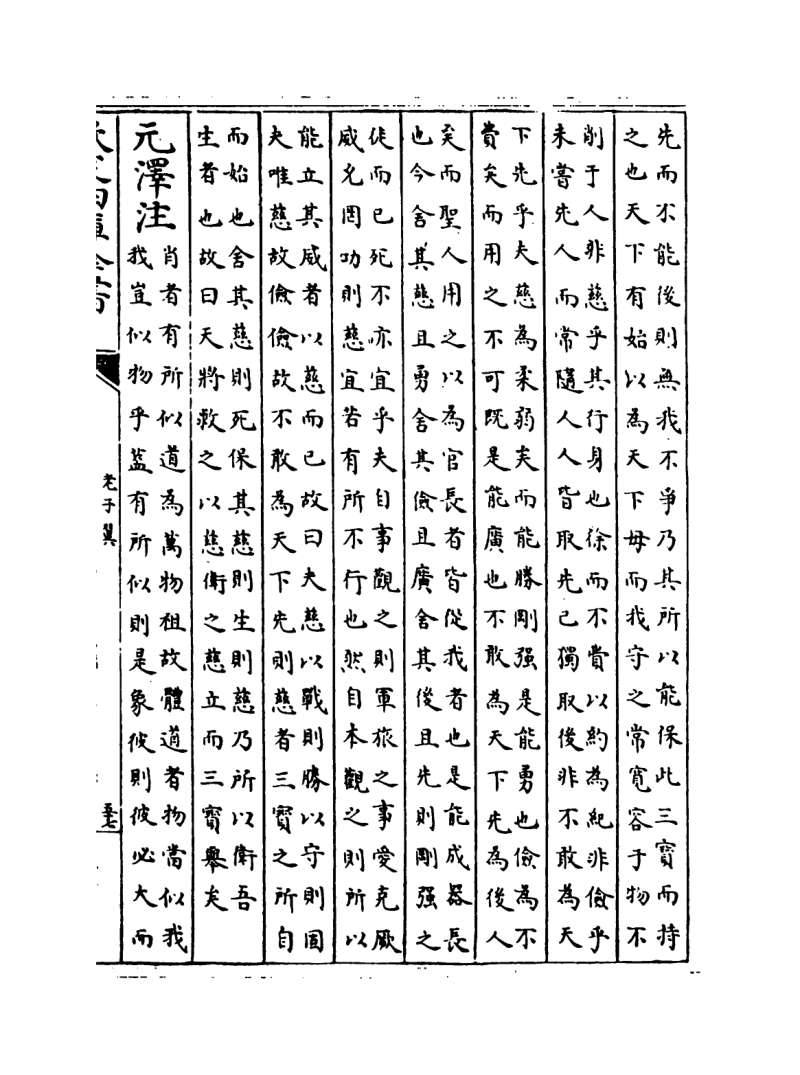 先而不能後則無我不爭乃其所以能保此三寳而持
之也天下有始以為天下母而我守之常寛容于物不
削于人非慈乎其行身也徐而不費以約為紀非儉乎
未嘗先人而常隨人人皆取先己獨取後非不敢為天
下先乎夫慈為柔弱矣而能勝剛强是能勇也儉為不
費矣而用之不可既是能廣也不敢為天下先為後人
矣而聖人用之以為官長者皆從我者也是能成器長
也今舍其慈且勇舍其儉且廣舍其後且先則剛强之
徒而已死不亦宜乎夫自事觀之則軍旅之事愛克厥
威允罔功則慈宜若有所不行也然自本觀之則所以
能立其威者以慈而已故曰夫慈以戰則勝以守則固
夫唯慈故儉儉故不敢為天下先則慈者三寳之所自
而始也舍其慈則死保其慈則生則慈乃所以衛吾
生者也故曰天將救之以慈衛之慈立而三寳舉矣
元澤注
肖者有所似道為萬物祖故體道者物當似我
我豈似物乎葢有所似則是象彼則彼必大而
老子翼